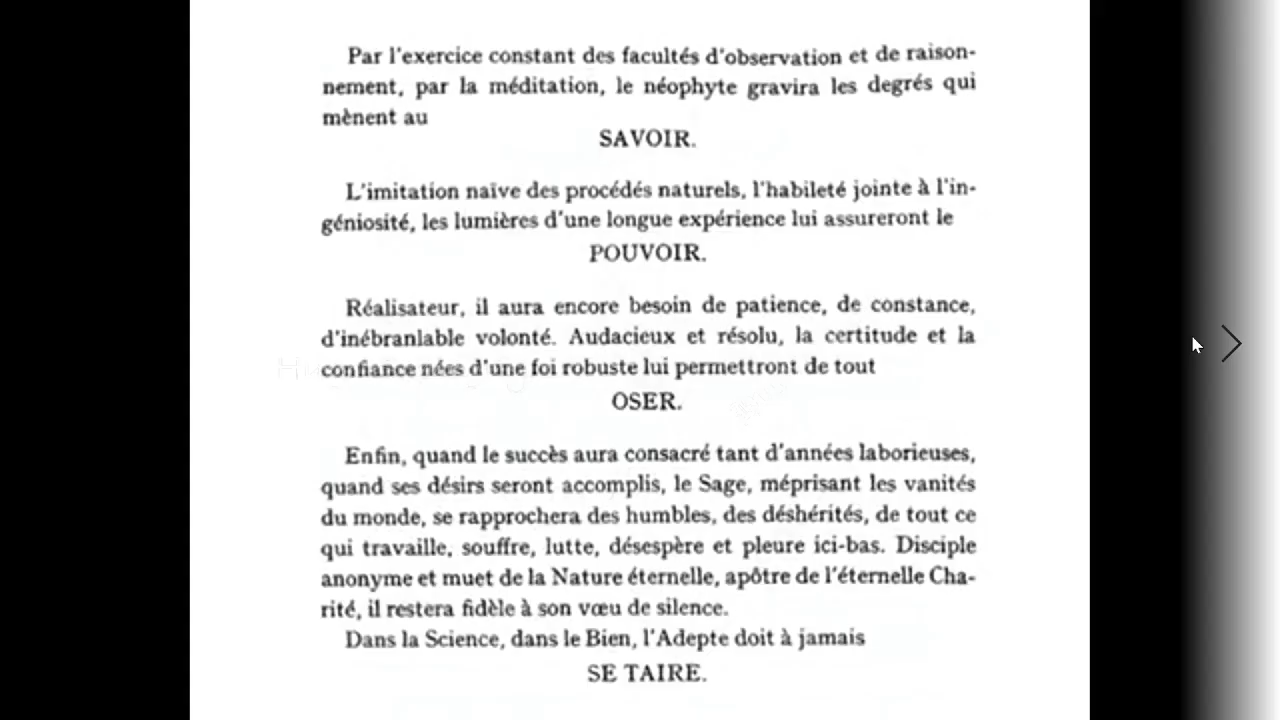 Par l'exercice constant des facultés d'observation et de raison-
nement, par la méditation, le néophyte gravira les degrés qui
mènent au
SAVOIR.
L'imitation naïve des procédés naturels, l'habileté jointe à l'in-
géniosité, les lumières d'une longue expérience lui assureront le
POUVOIR.
Réalisateur, il aura encore besoin de patience, de constance,
d'inébranlable volonté. Audacieux et résolu, la certitude et la
confiance nées d'une foi robuste lui permettront de tout
OSER.
Enfin, quand le succès aura consacré tant d'années laborieuses,
quand ses désirs seront accomplis, le Sage, méprisant les vanités
du monde, se rapprochera des humbles, des déshérités, de tout ce
qui travaille, souffre, lutte, désespère et pleure ici-bas. Disciple
anonyme et muet de la Nature éternelle, apôtre de l'éternelle Cha-
rité, il restera fidèle à son vœu de silence.
Dans la Science, dans le Bien, l'Adepte doit à jamais
SE TAIRE.